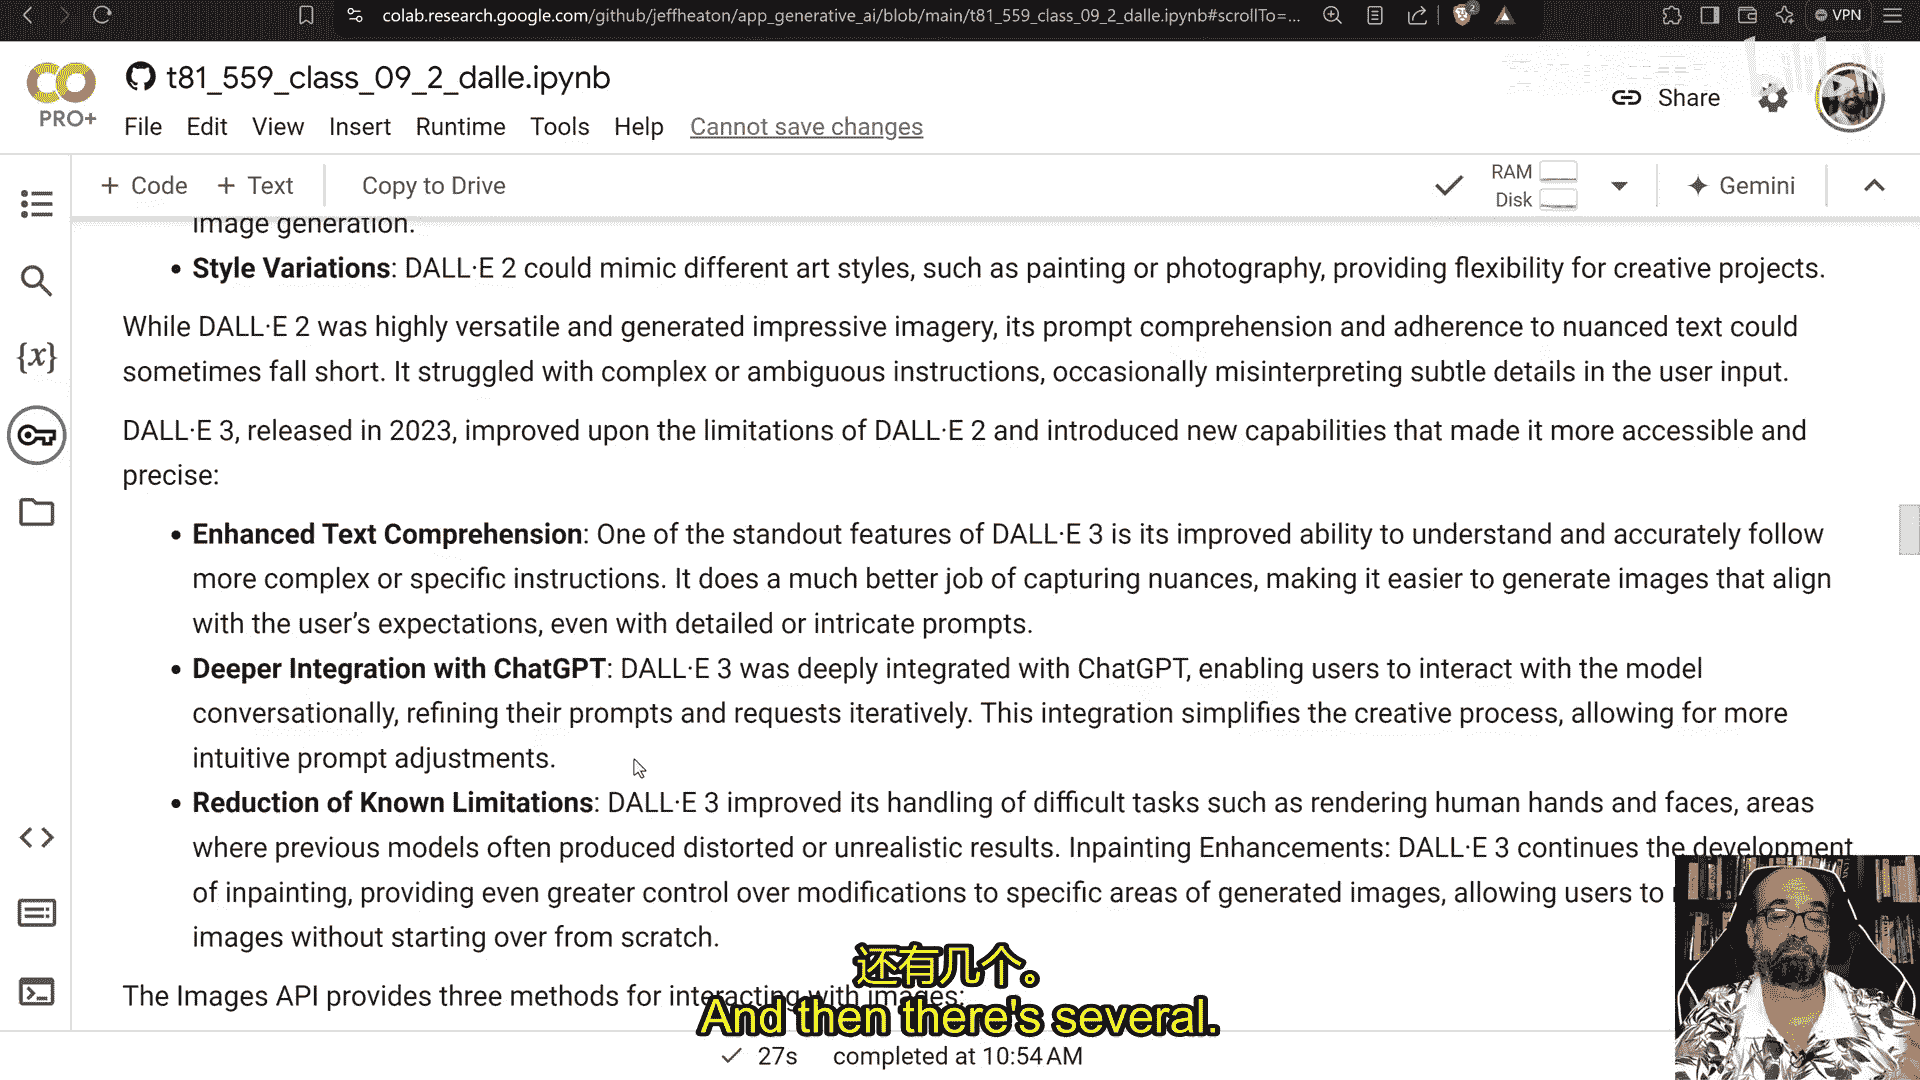 colab.research.google.com/github/jeffheaton/app_generative_ai/blob/main/t81_559_class_09_2_dalle.ipynb#scrollTo=...
2
VPN
CO
PRO+
t81_559_class_09_2_dalle.ipynb
File Edit View Insert Runtime Tools Help Cannot save changes
Share
+ Code + Text Copy to Drive
RAM
Disk
Gemini
image generation.
• Style Variations: DALL·E 2 could mimic different art styles, such as painting or photography, providing flexibility for creative projects.
While DALL·E 2 was highly versatile and generated impressive imagery, its prompt comprehension and adherence to nuanced text could
sometimes fall short. It struggled with complex or ambiguous instructions, occasionally misinterpreting subtle details in the user input.
DALL·E 3, released in 2023, improved upon the limitations of DALL·E 2 and introduced new capabilities that made it more accessible and
precise:
• Enhanced Text Comprehension: One of the standout features of DALL·E 3 is its improved ability to understand and accurately follow
more complex or specific instructions. It does a much better job of capturing nuances, making it easier to generate images that align
with the user’s expectations, even with detailed or intricate prompts.
• Deeper Integration with ChatGPT: DALL·E 3 was deeply integrated with ChatGPT, enabling users to interact with the model
conversationally, refining their prompts and requests iteratively. This integration simplifies the creative process, allowing for more
intuitive prompt adjustments.
• Reduction of Known Limitations: DALL·E 3 improved its handling of difficult tasks such as rendering human hands and faces, areas
where previous models often produced distorted or unrealistic results. Inpainting Enhancements: DALL·E 3 continues the development
of inpainting, providing even greater control over modifications to specific areas of generated images, allowing users to
images without starting over from scratch.
The Images API provides three methods for interacting with images:
还有几个。
And then there's several.
27s completed at 10:54 AM